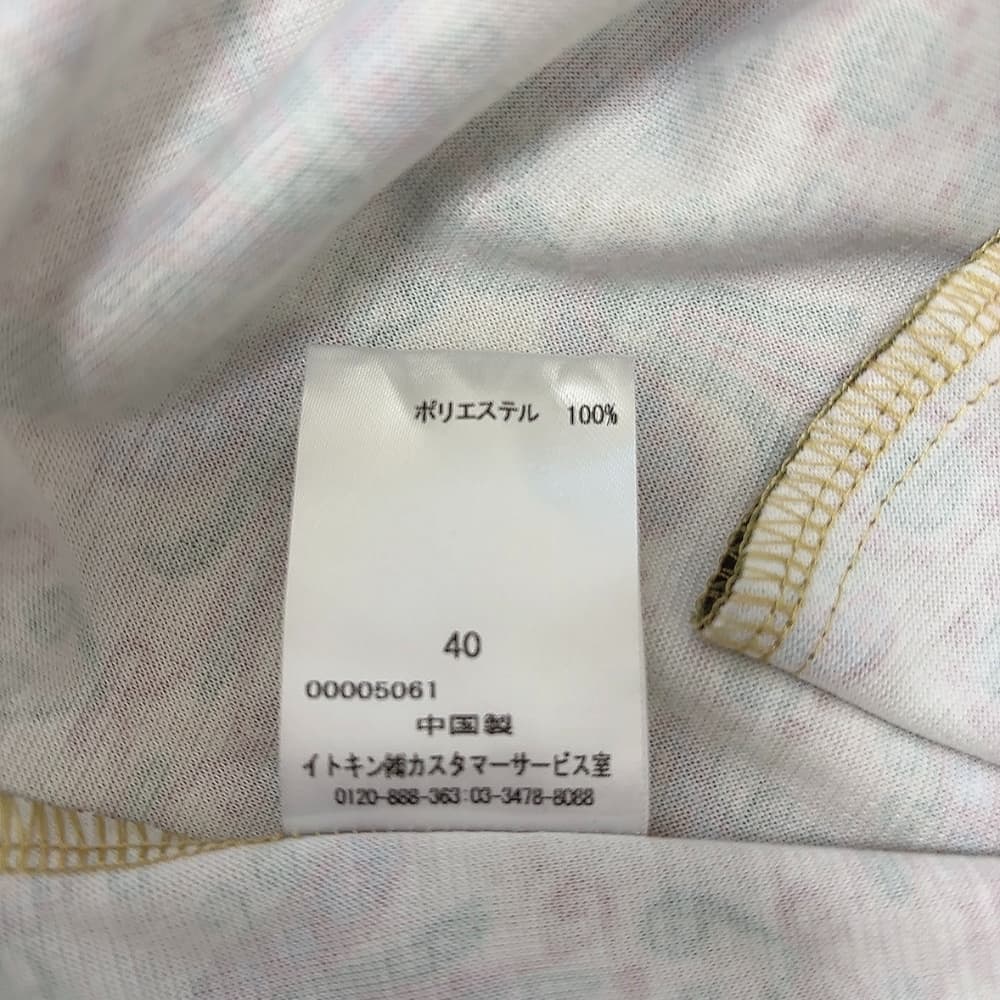 ポリエステル 100%
40
00005061
中国製
イトキン㈱カスタマーサービス室
0120-888-363:03-3478-8088